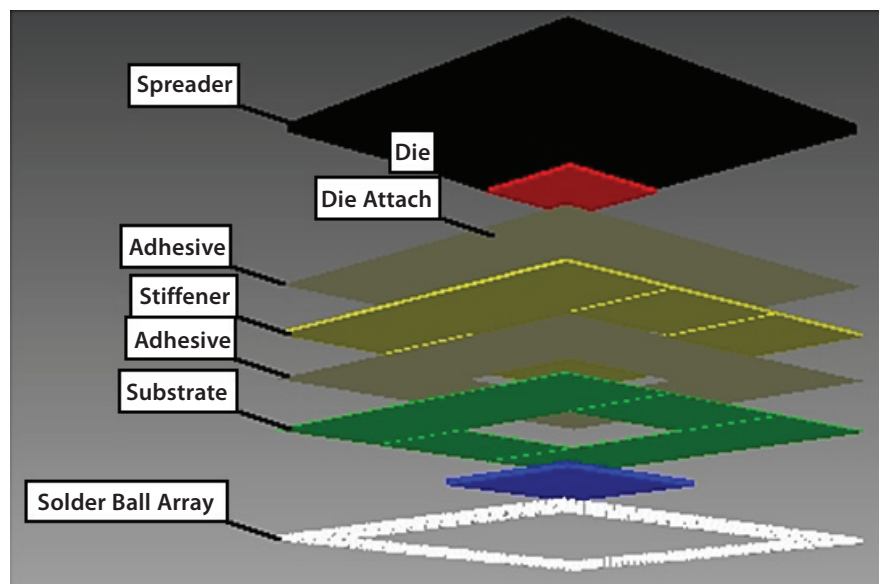 Spreader
Die
Die Attach
Adhesive
Stiffener
Adhesive
Substrate
Solder Ball Array